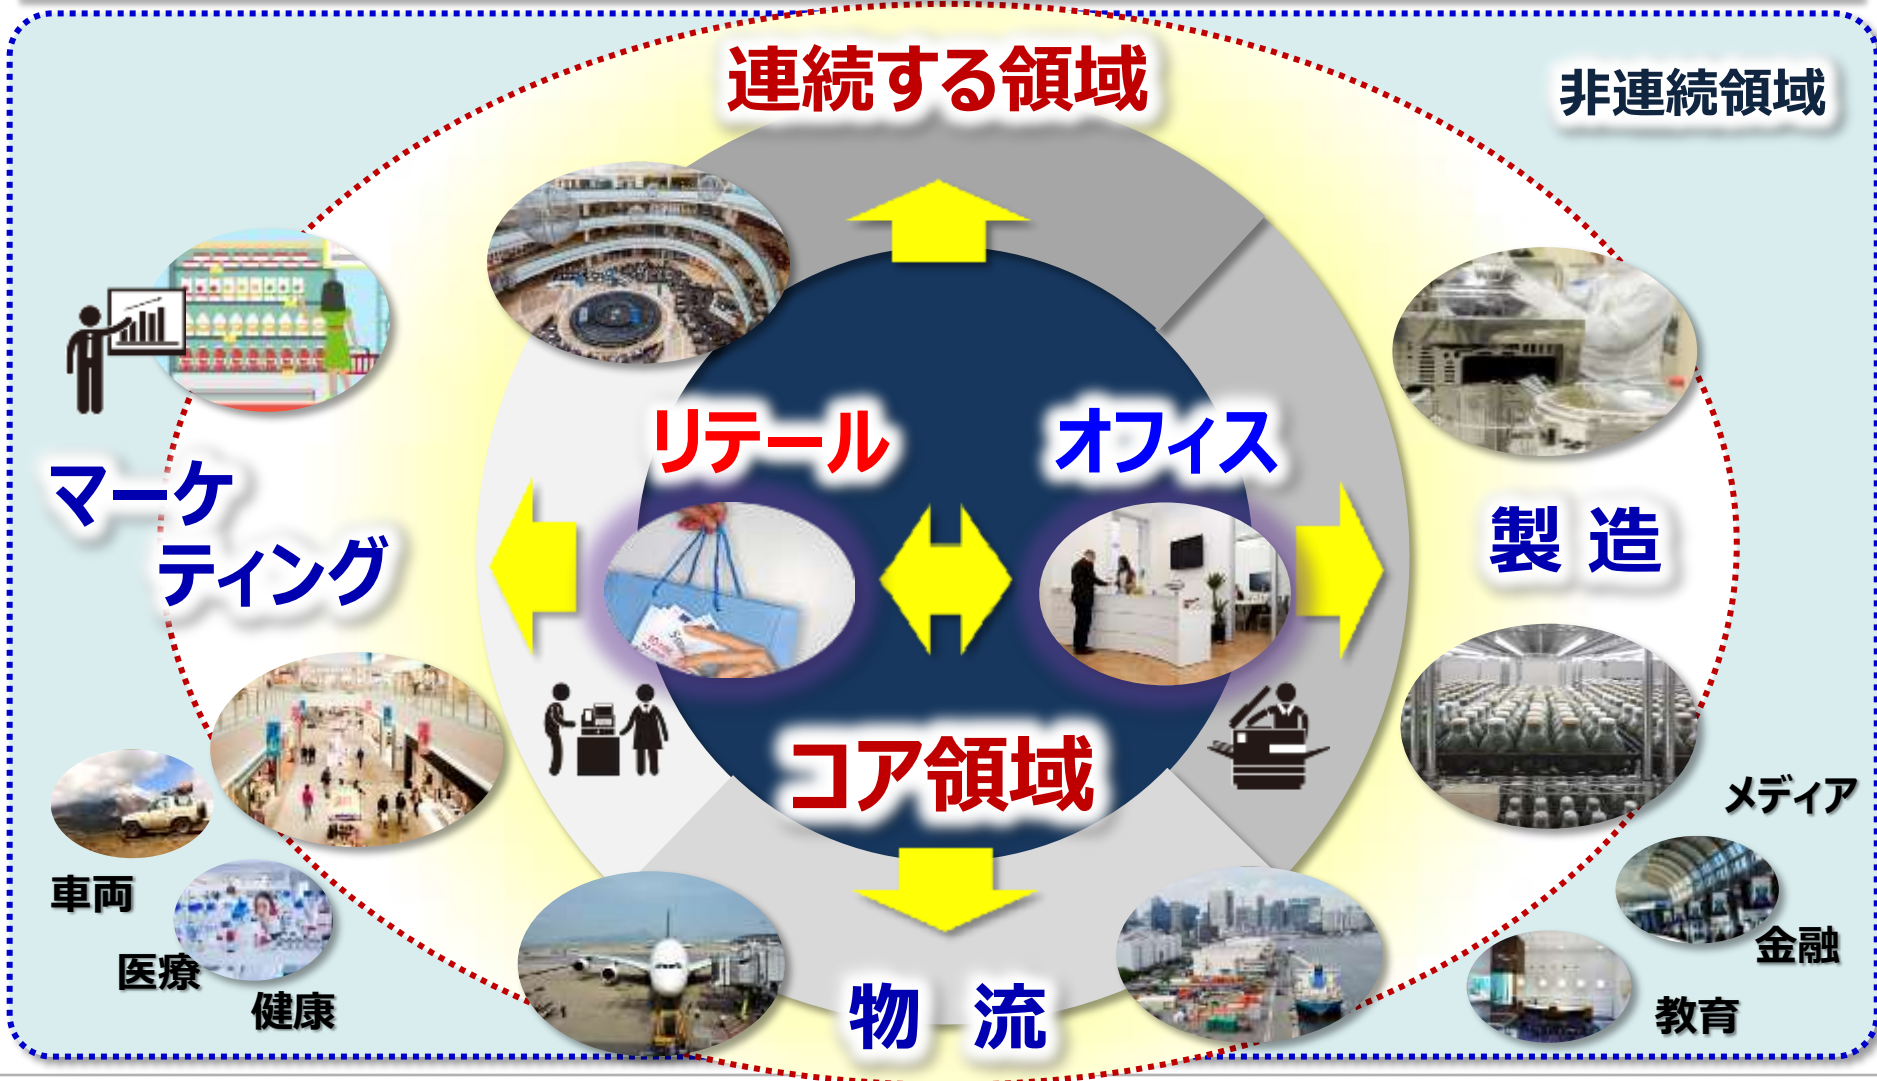 連続する領域
非連続領域
リテール
オフィス
マーケ
ティング
製 造
コア領域
メディア
車両
金融
医療
健康
物 流
教育